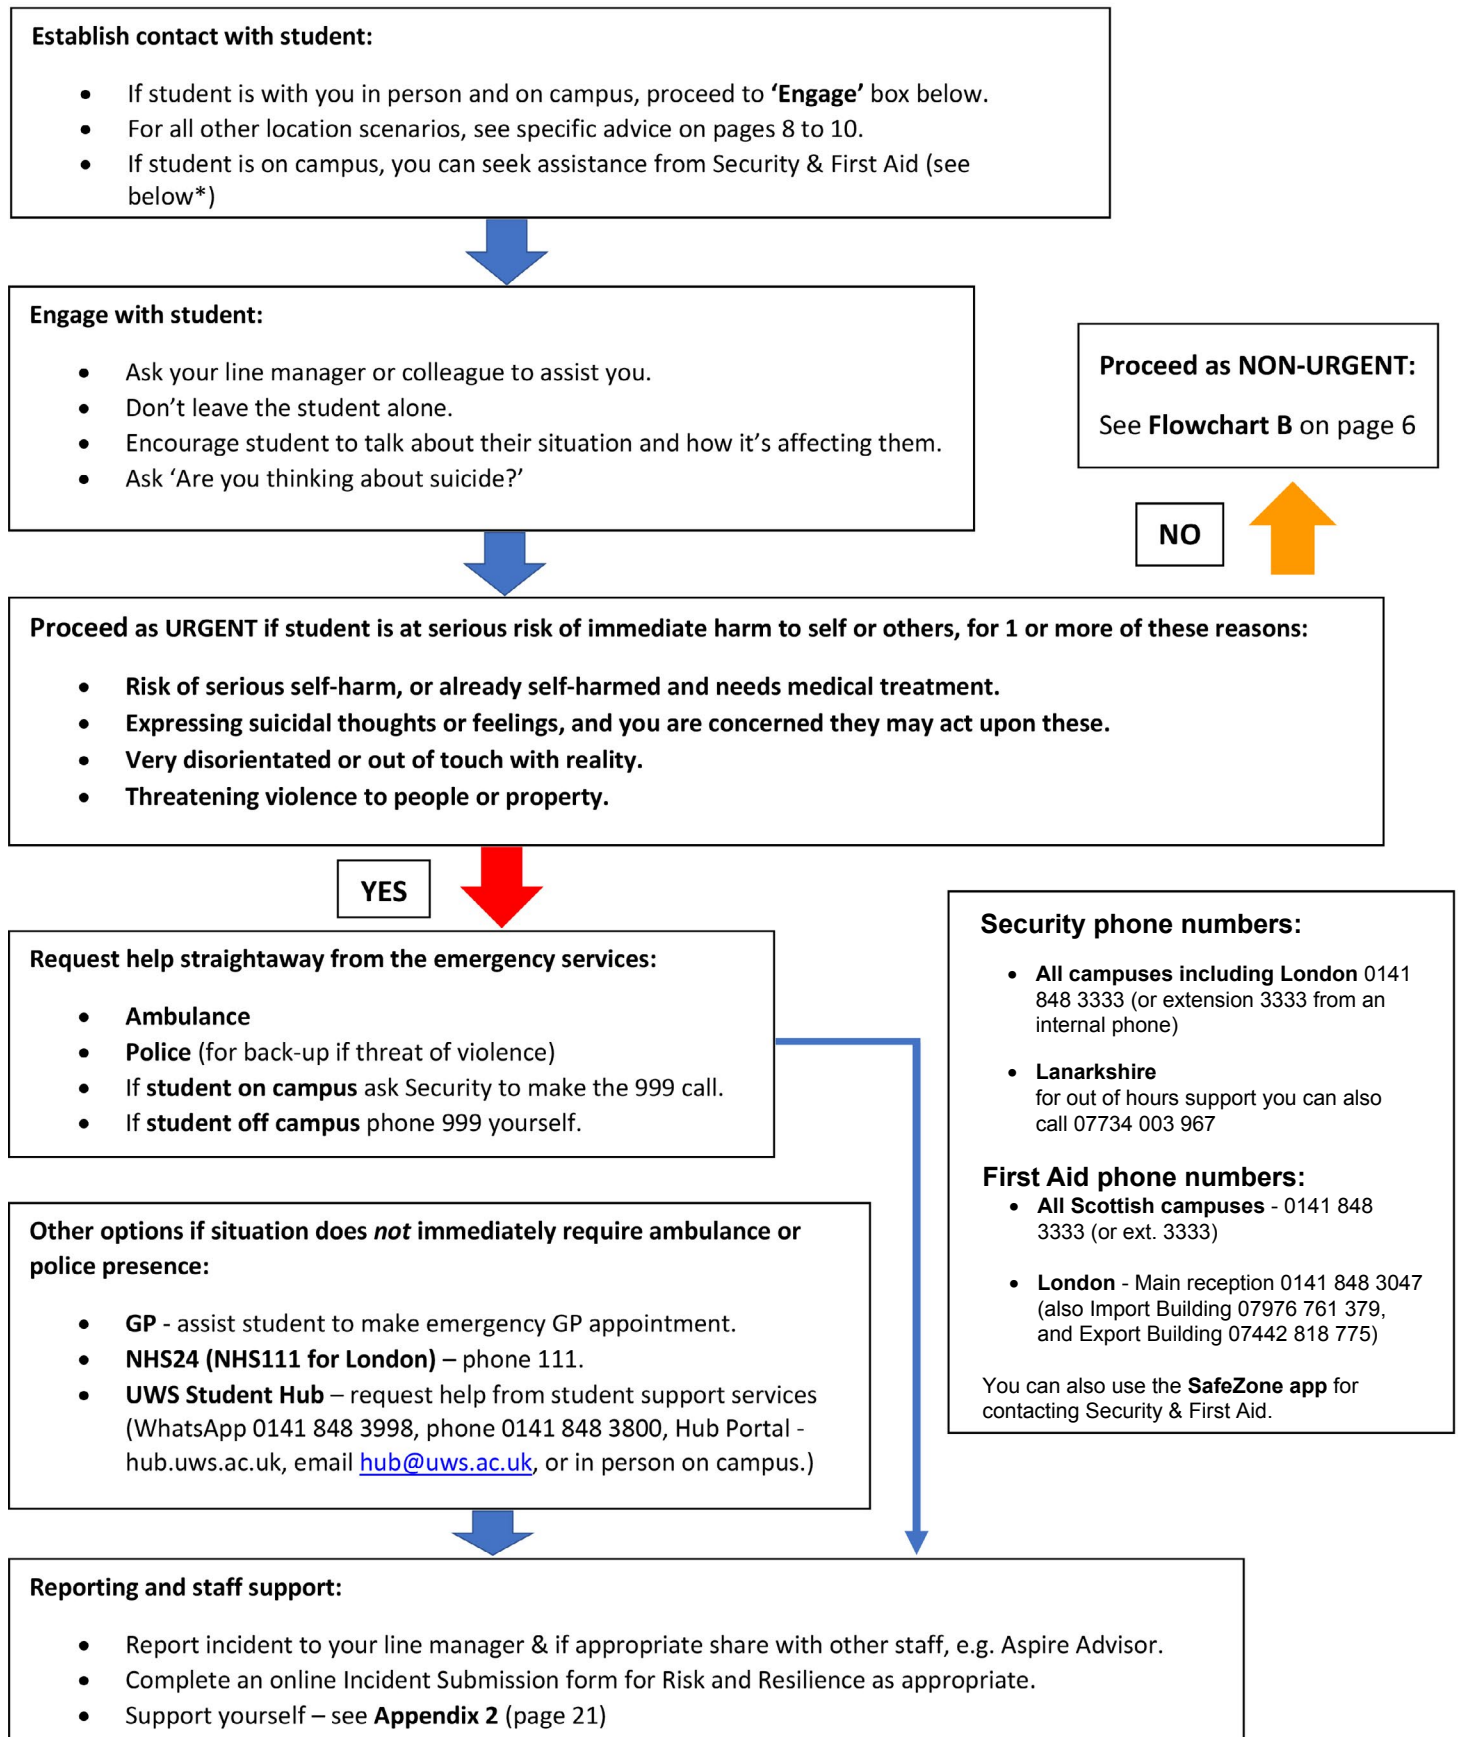 Establish contact with student:
• If student is with you in person and on campus, proceed to ‘Engage’ box below.
• For all other location scenarios, see specific advice on pages 8 to 10.
• If student is on campus, you can seek assistance from Security & First Aid (see
below*)
Engage with student:
• Ask your line manager or colleague to assist you.
• Don’t leave the student alone.
• Encourage student to talk about their situation and how it’s affecting them.
• Ask ‘Are you thinking about suicide?’
Proceed as NON-URGENT:
See Flowchart B on page 6
NO
Proceed as URGENT if student is at serious risk of immediate harm to self or others, for 1 or more of these reasons:
• Risk of serious self-harm, or already self-harmed and needs medical treatment.
• Expressing suicidal thoughts or feelings, and you are concerned they may act upon these.
• Very disorientated or out of touch with reality.
• Threatening violence to people or property.
YES
Request help straightaway from the emergency services:
• Ambulance
• Police (for back-up if threat of violence)
• If student on campus ask Security to make the 999 call.
• If student off campus phone 999 yourself.
Security phone numbers:
• All campuses including London 0141
848 3333 (or extension 3333 from an
internal phone)
• Lanarkshire
for out of hours support you can also
call 07734 003 967
First Aid phone numbers:
• All Scottish campuses - 0141 848
3333 (or ext. 3333)
• London - Main reception 0141 848 3047
(also Import Building 07976 761 379,
and Export Building 07442 818 775)
You can also use the SafeZone app for
contacting Security & First Aid.
Other options if situation does not immediately require ambulance or
police presence:
• GP - assist student to make emergency GP appointment.
• NHS24 (NHS111 for London) – phone 111.
• UWS Student Hub – request help from student support services
(WhatsApp 0141 848 3998, phone 0141 848 3800, Hub Portal -
hub.uws.ac.uk, email hub@uws.ac.uk, or in person on campus.)
Reporting and staff support:
• Report incident to your line manager & if appropriate share with other staff, e.g. Aspire Advisor.
• Complete an online Incident Submission form for Risk and Resilience as appropriate.
• Support yourself – see Appendix 2 (page 21)